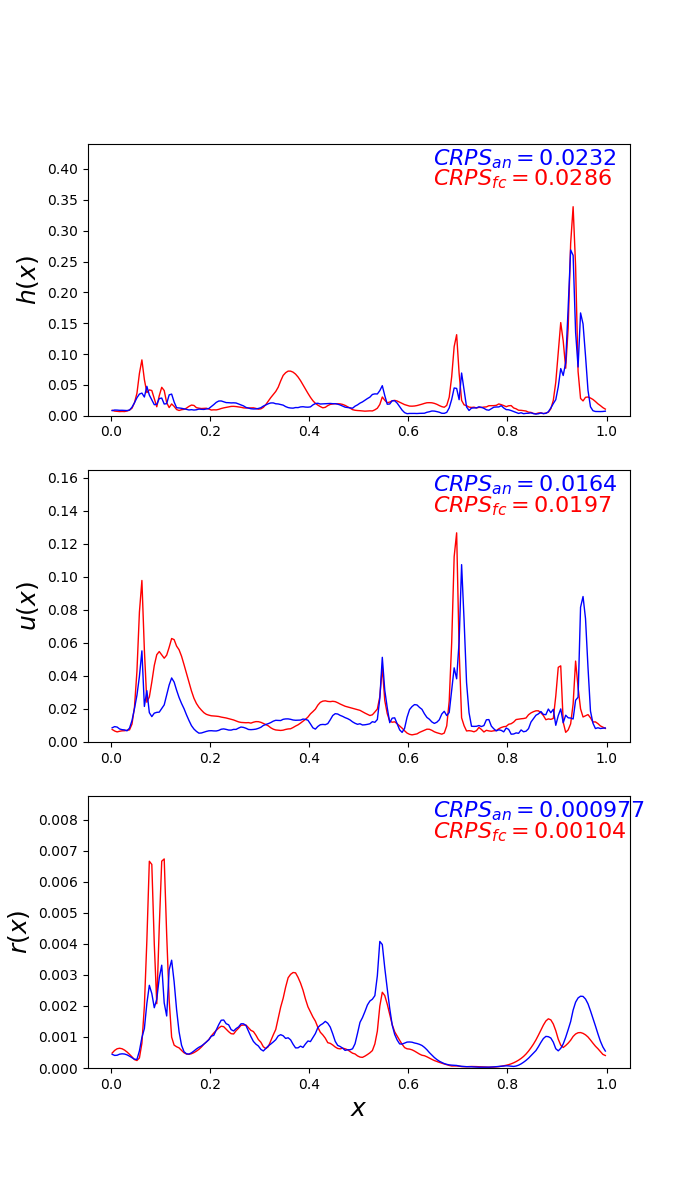 CRPS_an = 0.0232
CRPS_fc = 0.0286
0.40
0.35
0.30
0.25
0.20
0.15
0.10
0.05
0.00
h(x)
0.0 0.2 0.4 0.6 0.8 1.0
CRPS_an = 0.0164
CRPS_fc = 0.0197
0.16
0.14
0.12
0.10
0.08
0.06
0.04
0.02
0.00
u(x)
0.0 0.2 0.4 0.6 0.8 1.0
CRPS_an = 0.000977
CRPS_fc = 0.00104
0.008
0.007
0.006
0.005
0.004
0.003
0.002
0.001
0.000
r(x)
0.0 0.2 0.4 0.6 0.8 1.0
x